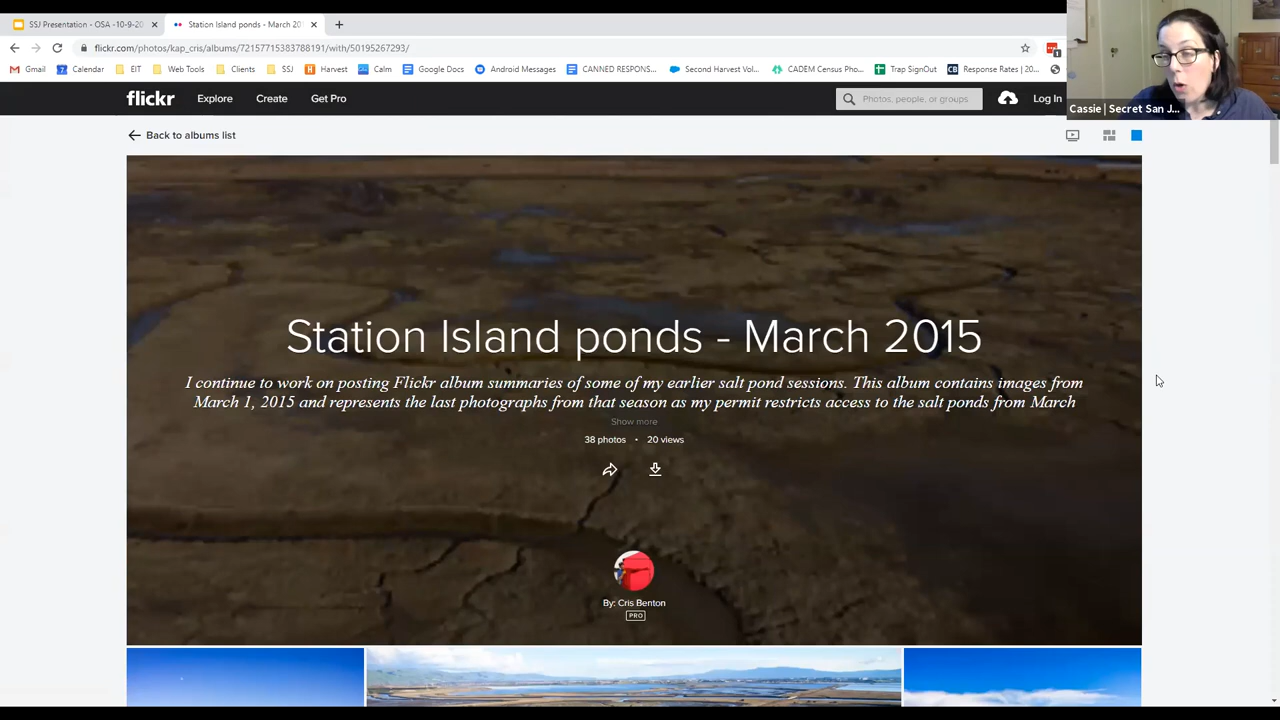 SSJ Presentation - OSA -10-9-20
Station Island ponds - March 20
flickr.com/photos/kap_cris/albums/72157715383788191/with/50195267293/
Gmail Calendar EIT Web Tools Clients SSJ Harvest Calm Google Docs Android Messages CANNED RESPONS... Second Harvest Vol... CADEM Census Pho... Trap SignOut Response Rates | 20...
Cassie | Secret San J...
flickr Explore Create Get Pro Photos, people, or groups Log In
Back to albums list
Station Island ponds - March 2015
I continue to work on posting Flickr album summaries of some of my earlier salt pond sessions. This album contains images from
March 1, 2015 and represents the last photographs from that season as my permit restricts access to the salt ponds from March
Show more
38 photos • 20 views
By: Cris Benton
PRO